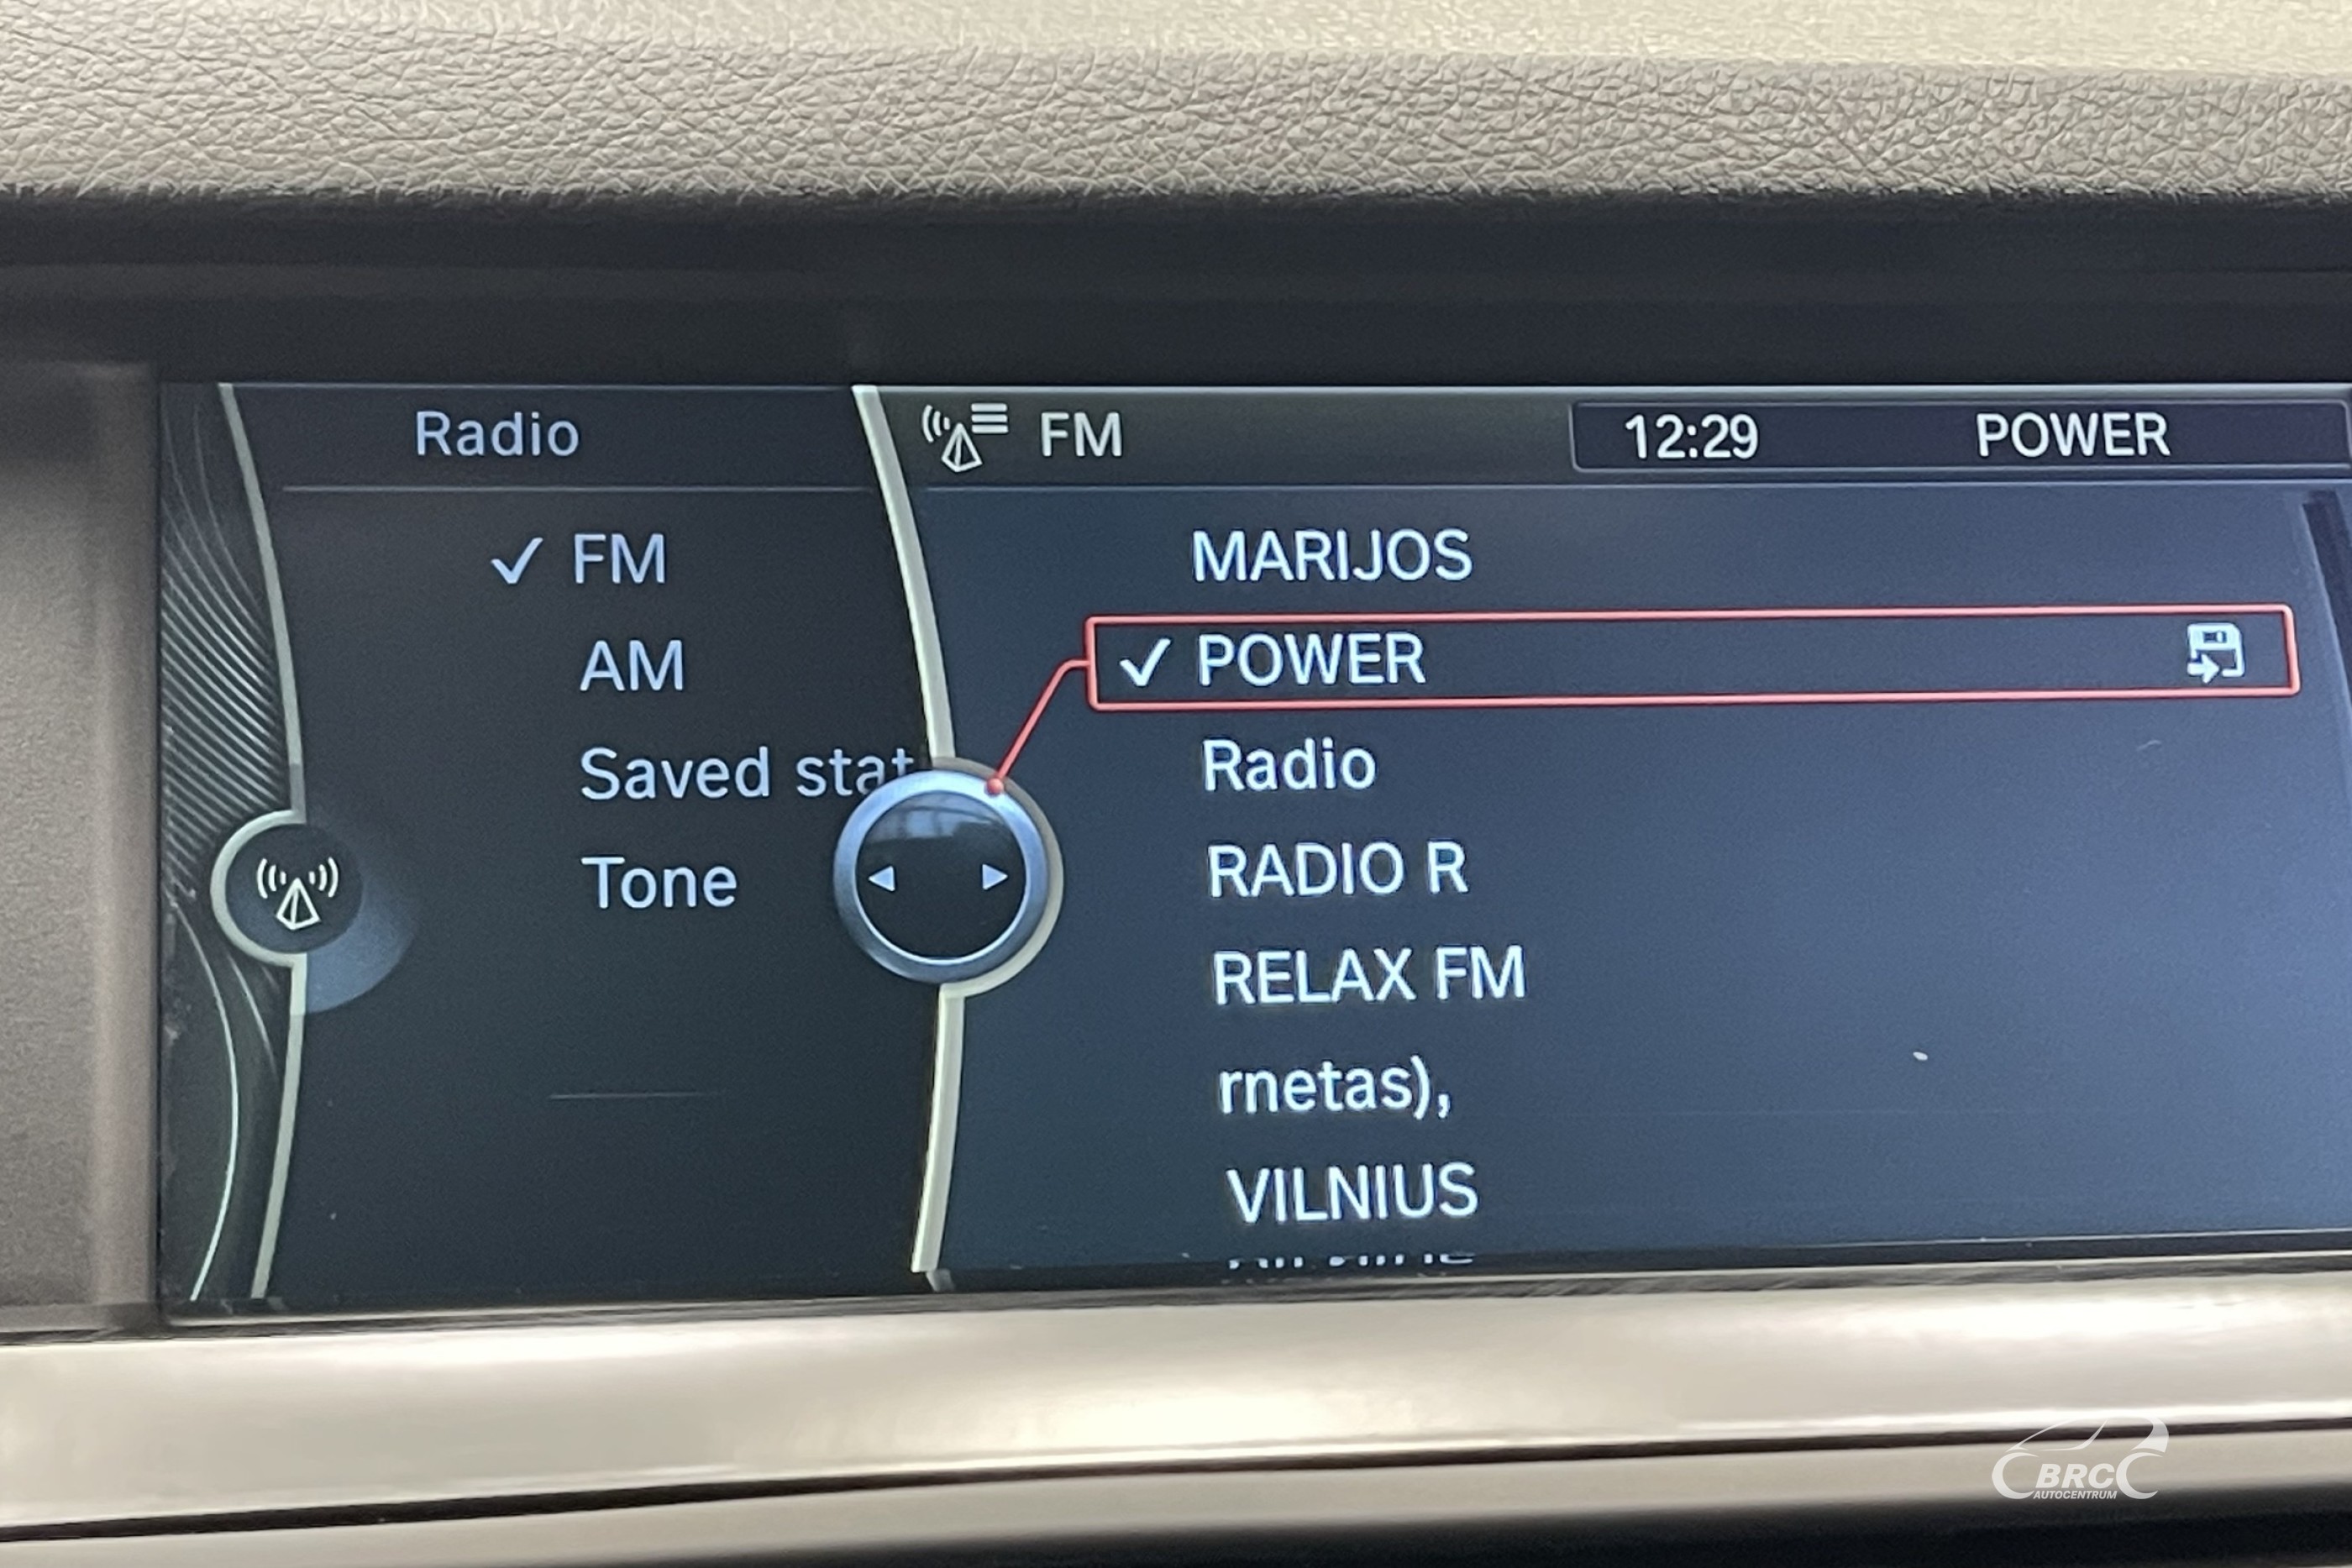 Radio
FM 12:29 POWER
✓ FM
AM
Saved stat
Tone
MARIJOS
✓ POWER
Radio
RADIO R
RELAX FM
rnetas),
VILNIUS
BRC
AUTOCENTRUM